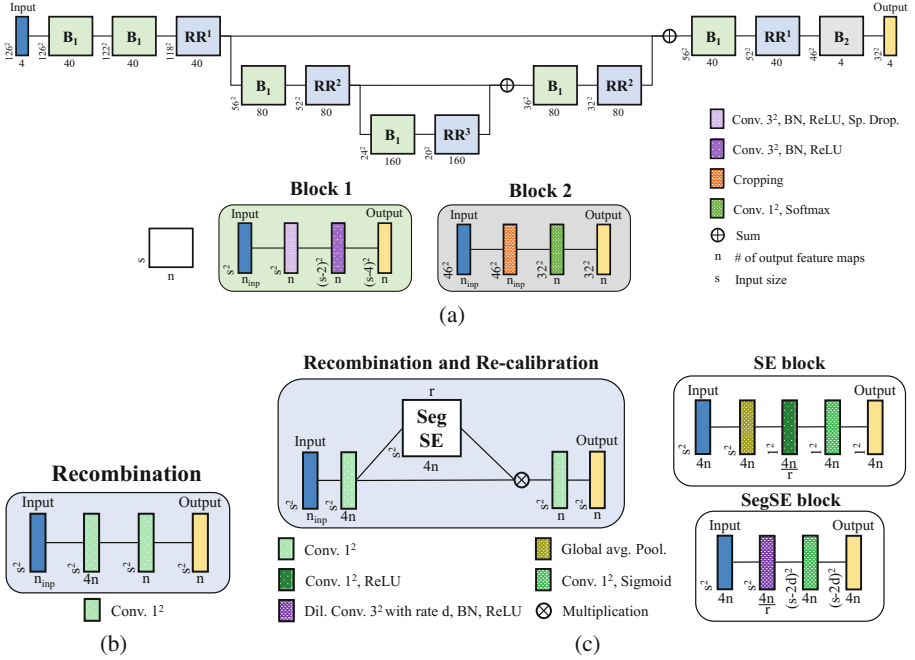 Input
Output
126²
4
126²
B₁
40
122²
B₁
40
118²
RR¹
40
56²
B₁
40
52²
RR¹
40
46²
B₂
4
32²
4
56²
B₁
80
52²
RR²
80
36²
B₁
80
32²
RR²
80
24²
B₁
160
20²
RR³
160
Conv. 3², BN, ReLU, Sp. Drop.
Conv. 3², BN, ReLU
Cropping
Conv. 1², Softmax
Sum
n # of output feature maps
s Input size
s
n
Block 1
Input
Output
s²
n_inp
s²
n
(s-2)²
n
(s-4)²
n
Block 2
Input
Output
46²
n_inp
46²
n_inp
32²
n
32²
n
(a)
Recombination
Input
Output
s²
n_inp
s²
4n
s²
n
s²
n
Conv. 1²
(b)
Recombination and Re-calibration
r
Seg
SE
s²
4n
Input
Output
s²
n_inp
s²
4n
s²
n
s²
n
Conv. 1²
Conv. 1², ReLU
Dil. Conv. 3² with rate d, BN, ReLU
Global avg. Pool.
Conv. 1², Sigmoid
Multiplication
SE block
Input
Output
s²
4n
s²
4n
1²
4n
r
1²
4n
1²
4n
SegSE block
Input
Output
s²
4n
s²
4n
r
(s-2d)²
4n
(s-2d)²
4n
(c)